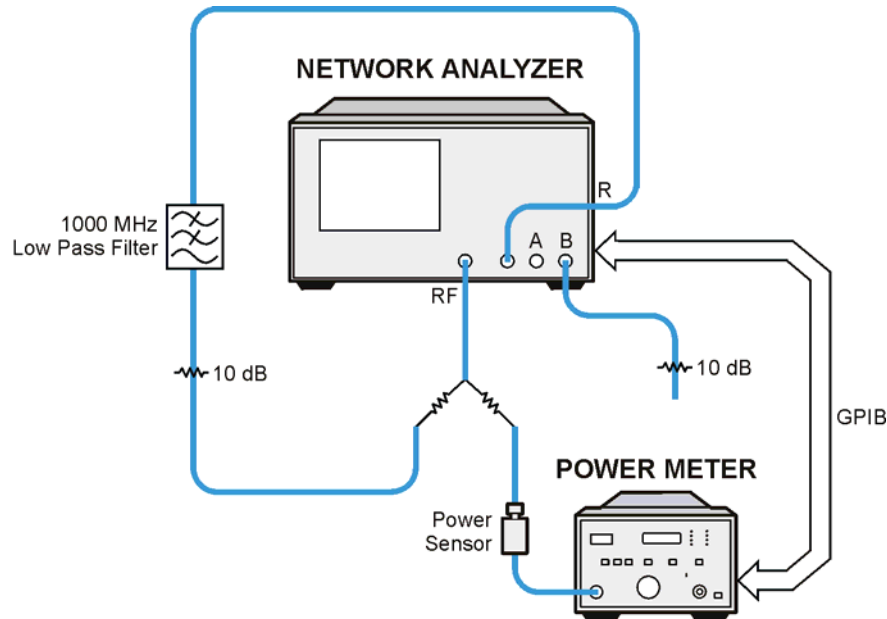 NETWORK ANALYZER
R
1000 MHz
Low Pass Filter
A
B
RF
10 dB
10 dB
GPIB
POWER METER
Power
Sensor